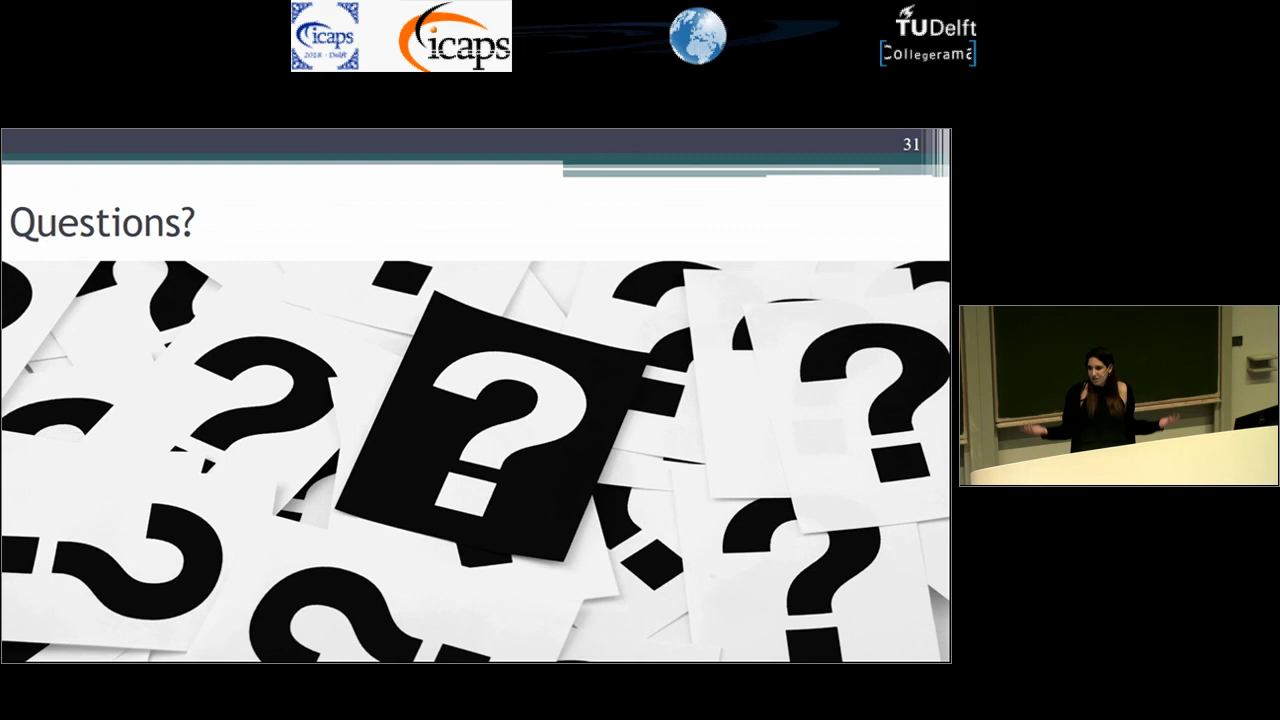 icaps
2018 - Delft
icaps
TUDelft
Collegerama
31
Questions?
? ? ? ? ? ? ? ? ? ?